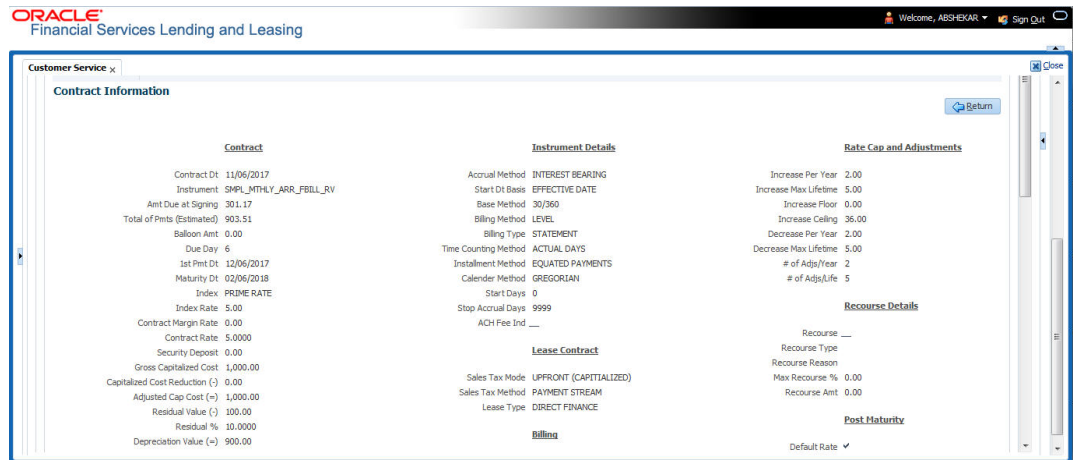 ORACLE
Financial Services Lending and Leasing
Welcome, ABSHEKAR
Sign Out
Customer Service x
Close
Contract Information
Return
Contract
Contract Dt 11/06/2017
Instrument SMPL_MTHLY_ARR_FBILL_RV
Amt Due at Signing 301.17
Total of Pmts (Estimated) 903.51
Balloon Amt 0.00
Due Day 6
1st Pmt Dt 12/06/2017
Maturity Dt 02/06/2018
Index PRIME RATE
Index Rate 5.00
Contract Margin Rate 0.00
Contract Rate 5.0000
Security Deposit 0.00
Gross Capitalized Cost 1,000.00
Capitalized Cost Reduction (-) 0.00
Adjusted Cap Cost (=) 1,000.00
Residual Value (-) 100.00
Residual % 10.0000
Depreciation Value (=) 900.00
Instrument Details
Accrual Method INTEREST BEARING
Start Dt Basis EFFECTIVE DATE
Base Method 30/360
Billing Method LEVEL
Billing Type STATEMENT
Time Counting Method ACTUAL DAYS
Installment Method EQUATED PAYMENTS
Calender Method GREGORIAN
Start Days 0
Stop Accrual Days 9999
ACH Fee Ind __
Lease Contract
Sales Tax Mode UPFRONT (CAPITIALIZED)
Sales Tax Method PAYMENT STREAM
Lease Type DIRECT FINANCE
Billing
Rate Cap and Adjustments
Increase Per Year 2.00
Increase Max Lifetime 5.00
Increase Floor 0.00
Increase Ceiling 36.00
Decrease Per Year 2.00
Decrease Max Lifetime 5.00
# of Adjs/Year 2
# of Adjs/Life 5
Recourse Details
Recourse __
Recourse Type
Recourse Reason
Max Recourse % 0.00
Recourse Amt 0.00
Post Maturity
Default Rate ✓